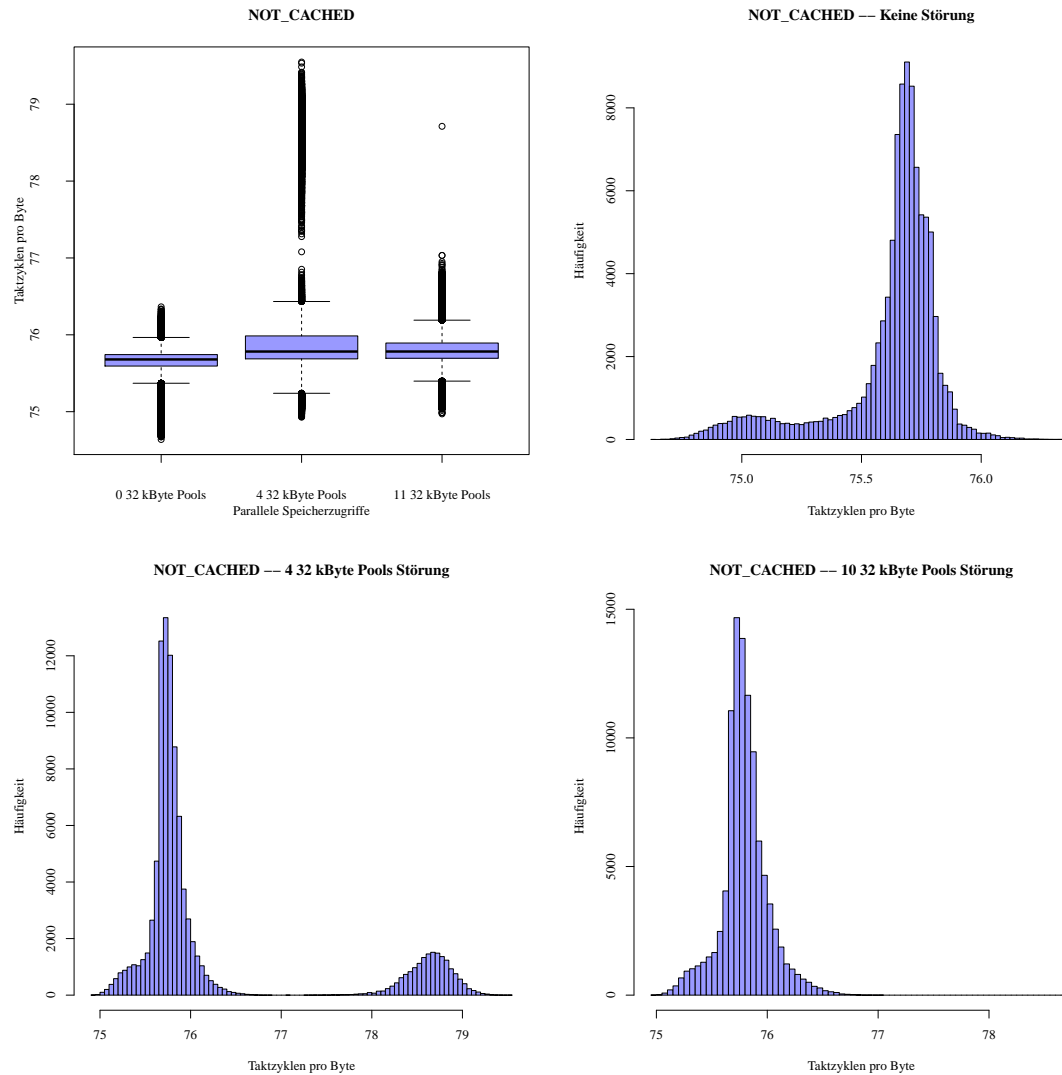 NOT_CACHED
Taktzyklen pro Byte
79
78
77
76
75
0 32 kByte Pools
4 32 kByte Pools
11 32 kByte Pools
Parallele Speicherzugriffe
NOT_CACHED −− Keine Störung
Häufigkeit
8000
6000
4000
2000
0
75.0
75.5
76.0
Taktzyklen pro Byte
NOT_CACHED −− 4 32 kByte Pools Störung
Häufigkeit
12000
10000
8000
6000
4000
2000
0
75
76
77
78
79
Taktzyklen pro Byte
NOT_CACHED −− 10 32 kByte Pools Störung
Häufigkeit
15000
10000
5000
0
75
76
77
78
Taktzyklen pro Byte